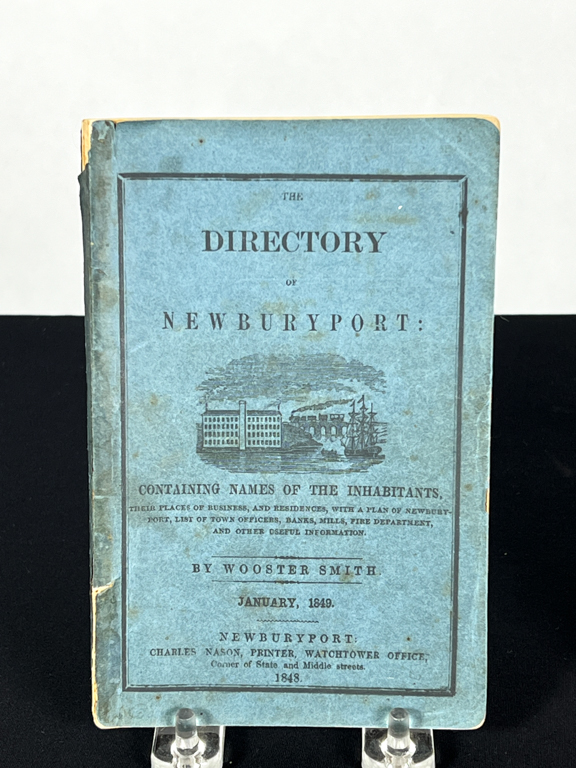 THE
DIRECTORY
OF
NEWBURYPORT:
CONTAINING NAMES OF THE INHABITANTS,
THEIR PLACES OF BUSINESS, AND RESIDENCES, WITH A PLAN OF NEWBURY-
PORT, LIST OF TOWN OFFICERS, BANKS, MILLS, FIRE DEPARTMENT,
AND OTHER USEFUL INFORMATION.
BY WOOSTER SMITH.
JANUARY, 1849.
NEWBURYPORT:
CHARLES NASON, PRINTER, WATCHTOWER OFFICE,
Corner of State and Middle streets.
1848.